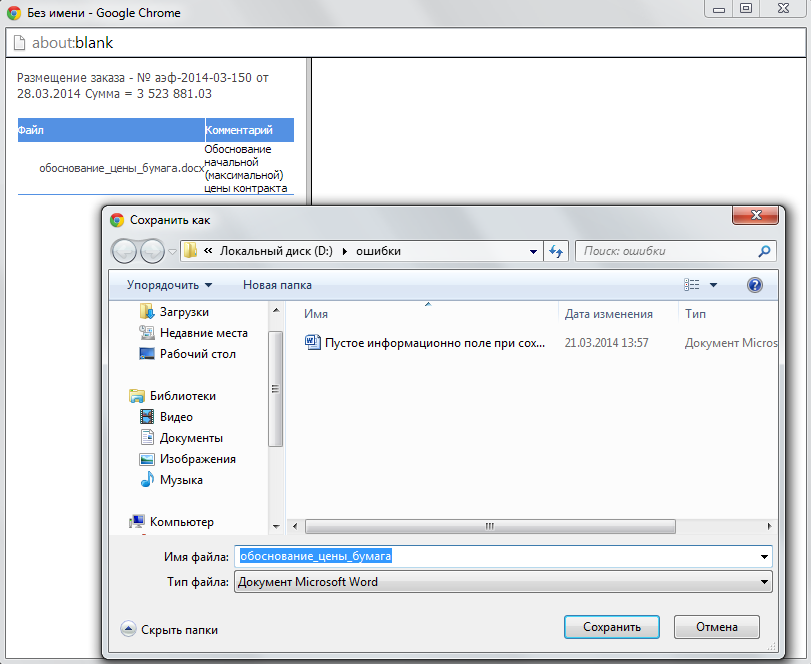 Без имени - Google Chrome
about:blank
Размещение заказа - № аэф-2014-03-150 от
28.03.2014 Сумма = 3 523 881.03
Файл Комментарий
обоснование_цены_бумага.docx
Обоснование
начальной
(максимальной)
цены контракта
Сохранить как
« Локальный диск (D:) ошибки
Поиск: ошибки
Упорядочить Новая папка
Загрузки
Недавние места
Рабочий стол
Библиотеки
Видео
Документы
Изображения
Музыка
Компьютер
Имя Дата изменения Тип
Пустое информационно поле при сох... 21.03.2014 13:57 Документ Micros
Имя файла: обоснование_цены_бумага
Тип файла: Документ Microsoft Word
Скрыть папки Сохранить Отмена